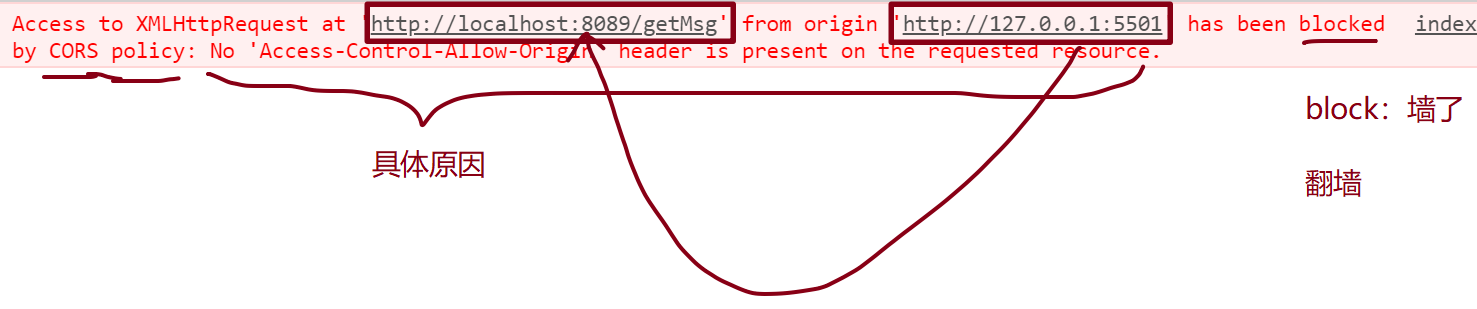 Access to XMLHttpRequest at 'http://localhost:8089/getMsg' from origin 'http://127.0.0.1:5501 has been blocked index
by CORS policy: No 'Access-Control-Allow-Origin' header is present on the requested resource.
block：墙了
具体原因
翻墙